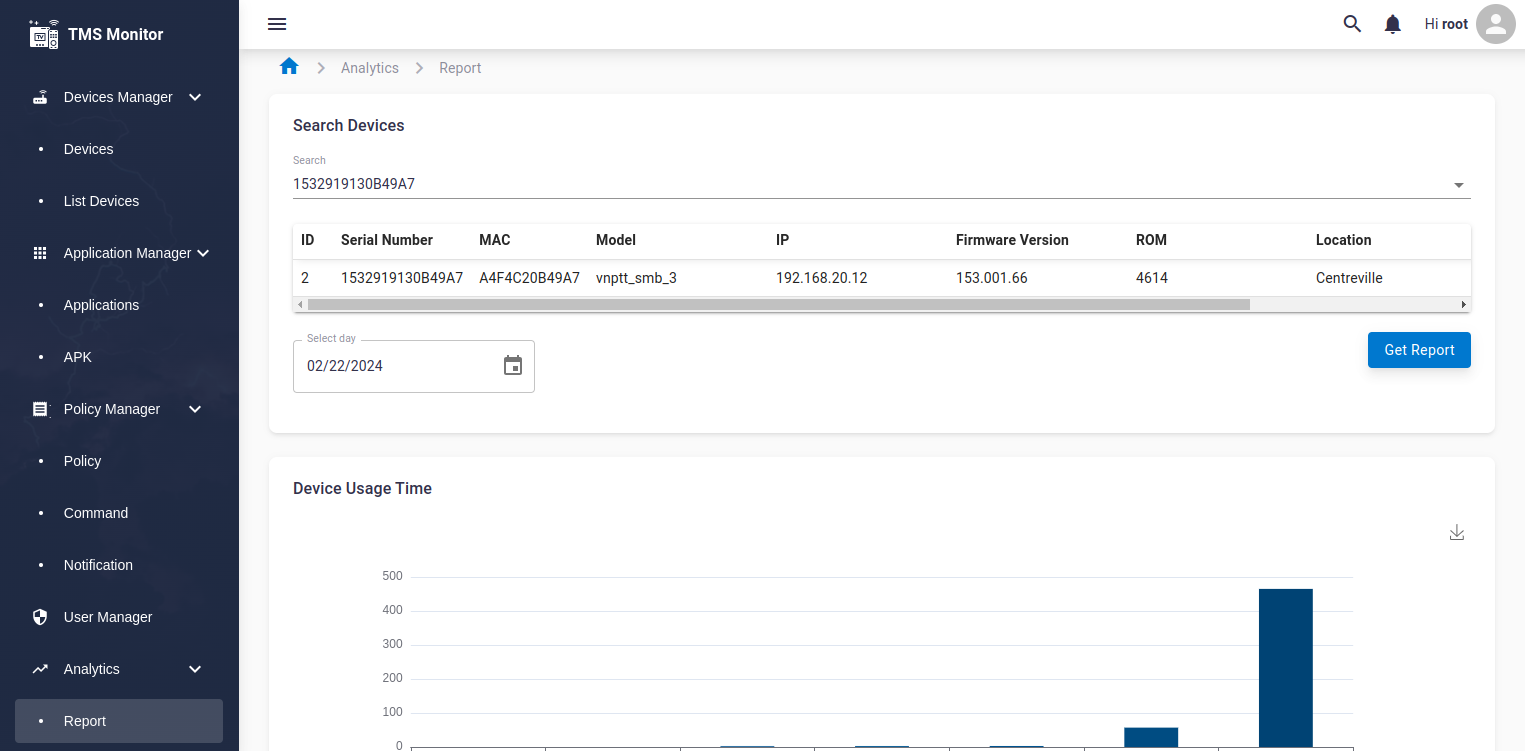 TMS Monitor
Hi root
Devices Manager
Devices
List Devices
Application Manager
Applications
APK
Policy Manager
Policy
Command
Notification
User Manager
Analytics
Report
Analytics
Report
Search Devices
Search
1532919130B49A7
ID Serial Number MAC Model IP Firmware Version ROM Location
2 1532919130B49A7 A4F4C20B49A7 vnptt_smb_3 192.168.20.12 153.001.66 4614 Centreville
Select day
02/22/2024
Get Report
Device Usage Time
500
400
300
200
100
0